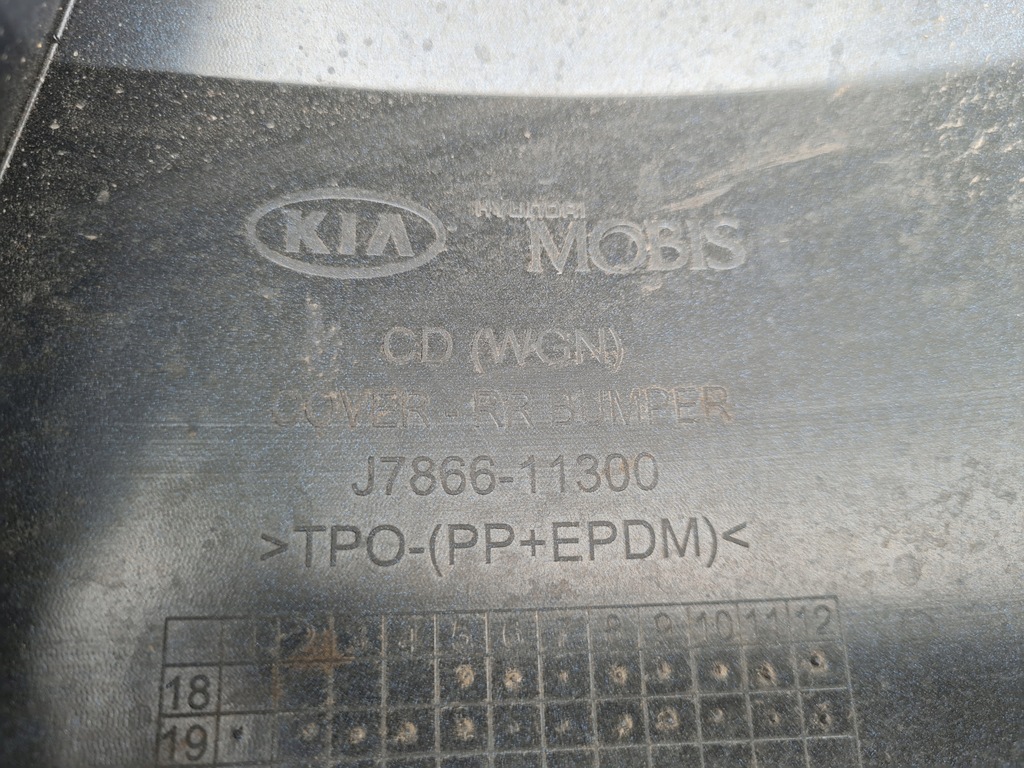 KIA HYUNDAI
MOBIS
CD (WGN)
COVER - RR BUMPER
J7866-11300
>TPO-(PP+EPDM)<
2 3 4 5 6 7 8 9 10 11 12
18
19